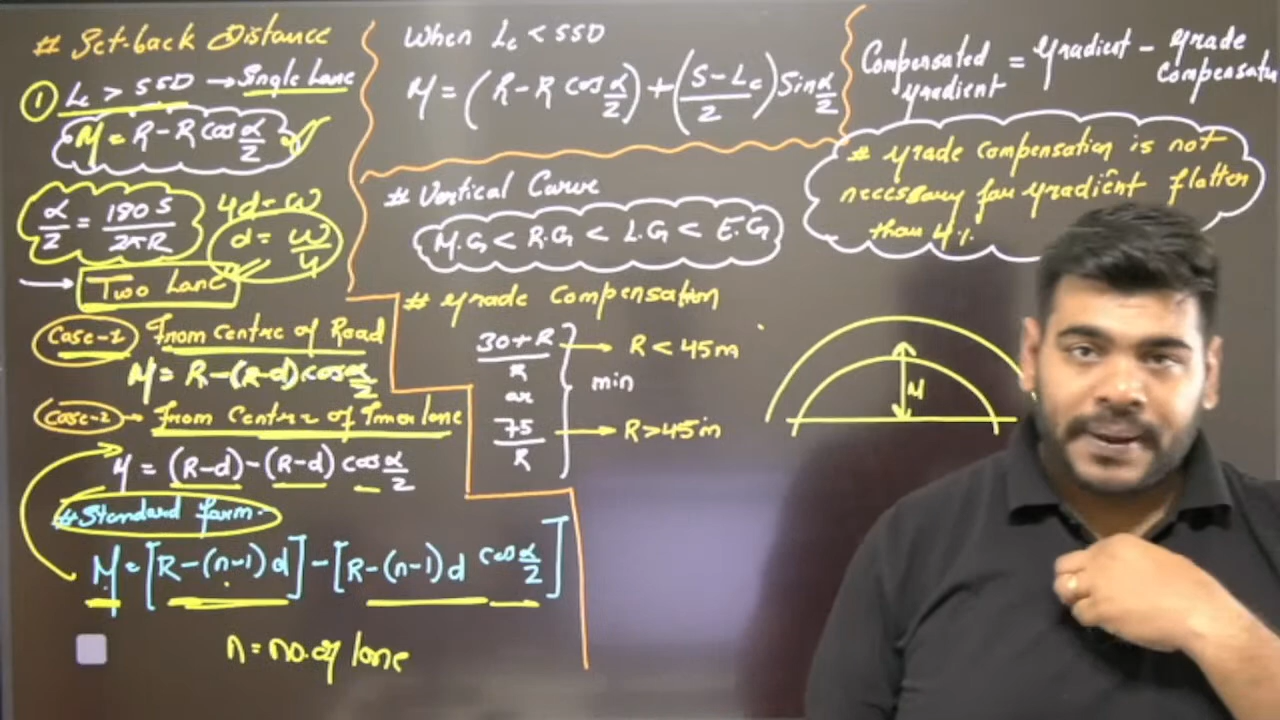 # Set-back Distance
① Lc > SSD → Single Lane
M = R - R cos α/2
α/2 = 180 S / 2πR
4d = w
d = w/4
→ Two Lane
Case-1 From centre of Road
M = R - (R-d) cos α/2
Case-2 → From Centre of Inner lane
M = (R-d) - (R-d) cos α/2
# Standard form.
M = [R-(n-1)d] - [R-(n-1)d cos α/2]
n = no. of lane
When Lc < SSD
M = (R - R cos α/2) + (S - Lc / 2) Sin α/2
# Vertical Curve
M.G < R.G < L.G < E.G
# Grade Compensation
30+R / R → R < 45m
or
75 / R → R > 45m
min
Compensated gradient = gradient - grade compensation
# Grade compensation is not
necessary for gradient flatter
than 4%.
M